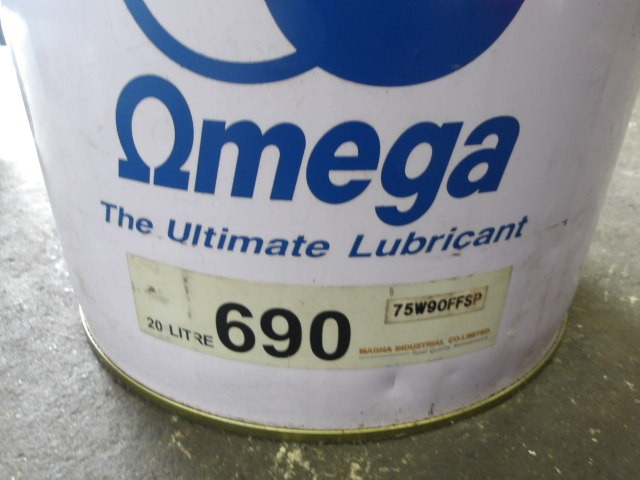 Ωmega
The Ultimate Lubricant
75W90FFSP
20 LITRE 690
MAGNA INDUSTRIAL CO. LIMITED